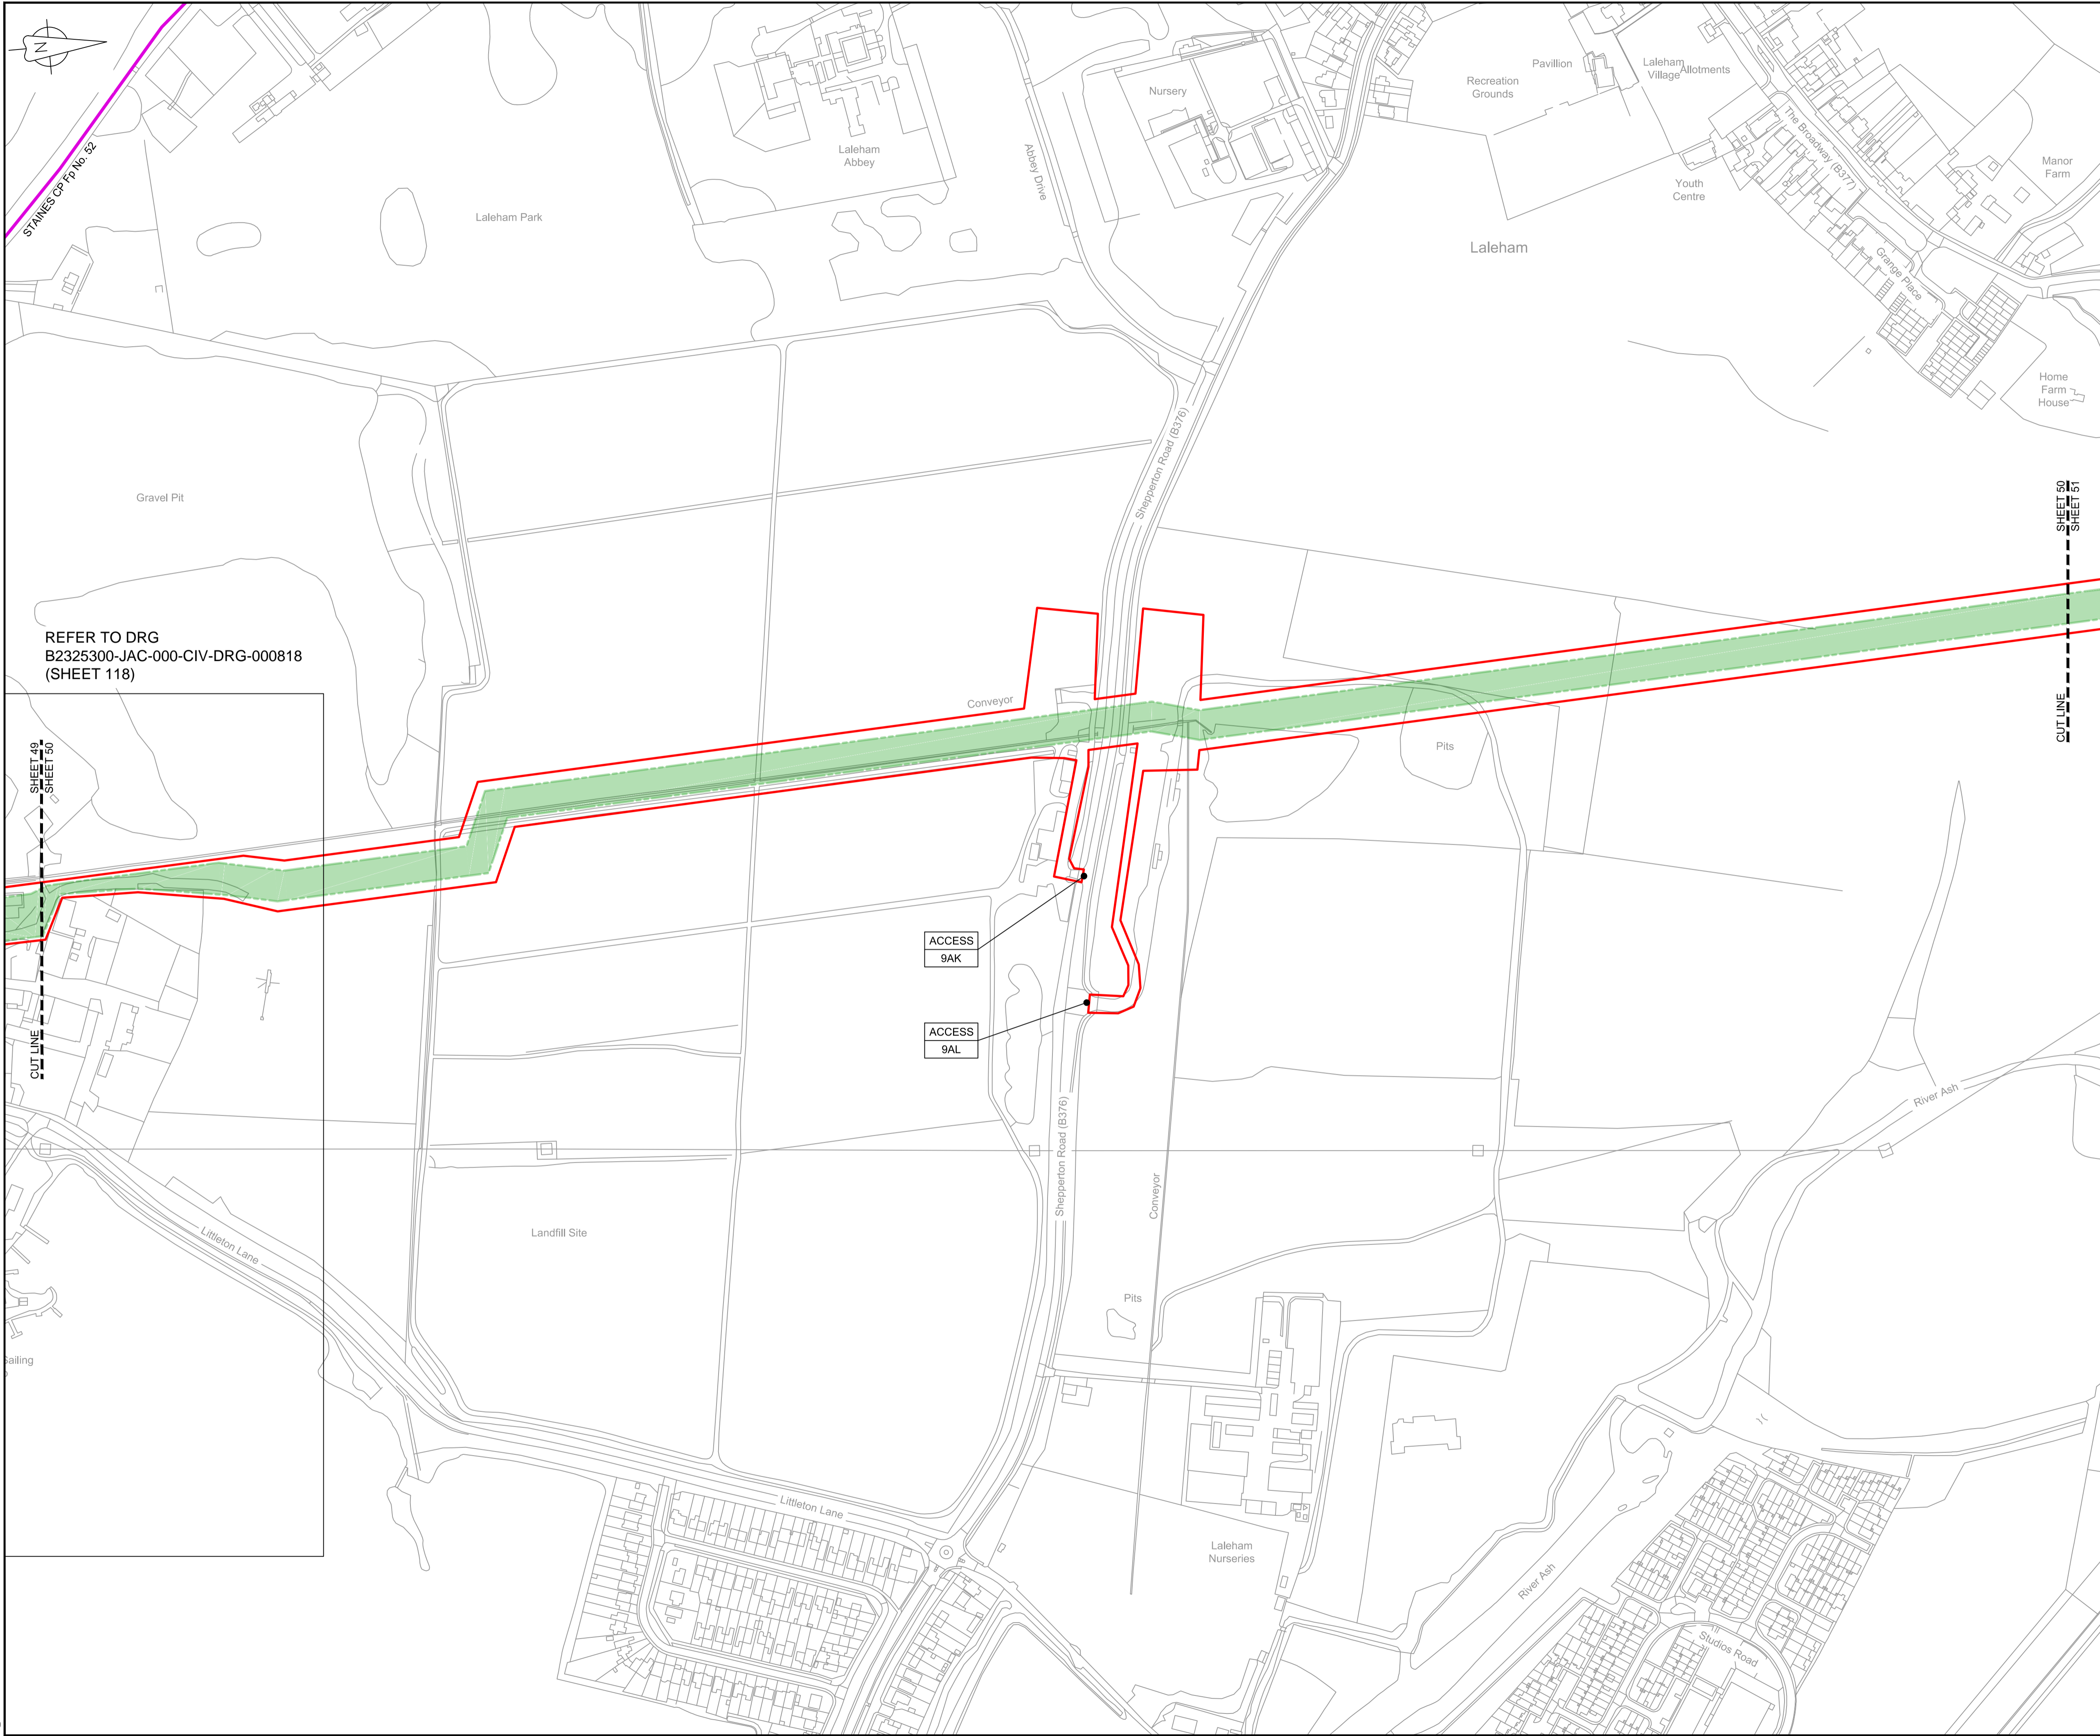 N
STAINES CP Fp No. 52
Laleham Park
Laleham
Abbey
Abbey Drive
Nursery
Recreation
Grounds
Pavillion
Laleham
Village
Allotments
The Broadway (B377)
Youth
Centre
Manor
Farm
Laleham
Grange Place
Home
Farm
House
Shepperton Road (B376)
Gravel Pit
SHEET 50
SHEET 51
CUT LINE
REFER TO DRG
B2325300-JAC-000-CIV-DRG-000818
(SHEET 118)
Conveyor
Pits
SHEET 49
SHEET 50
CUT LINE
ACCESS
9AK
ACCESS
9AL
River Ash
Shepperton Road (B376)
Conveyor
Littleton Lane
Landfill Site
Pits
Sailing
Littleton Lane
Laleham
Nurseries
River Ash
Studios Road